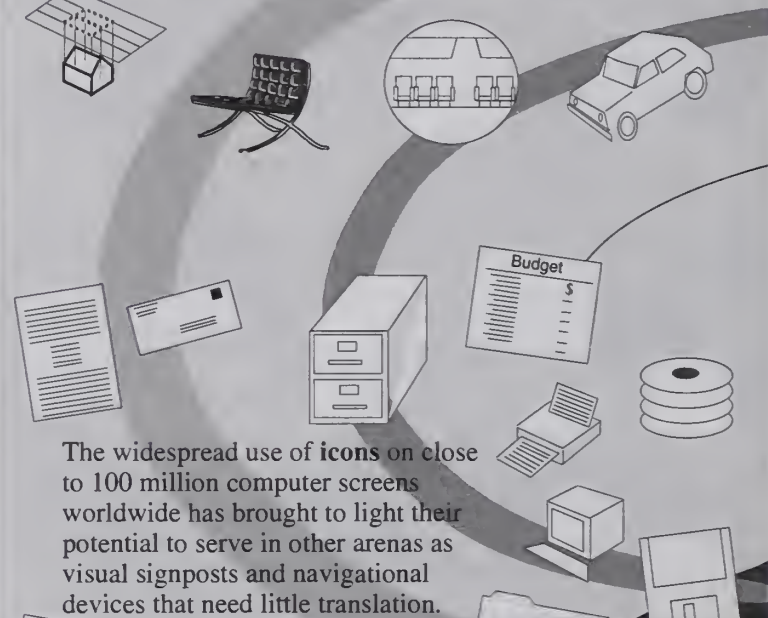 Budget
$
The widespread use of icons on close
to 100 million computer screens
worldwide has brought to light their
potential to serve in other arenas as
visual signposts and navigational
devices that need little translation.